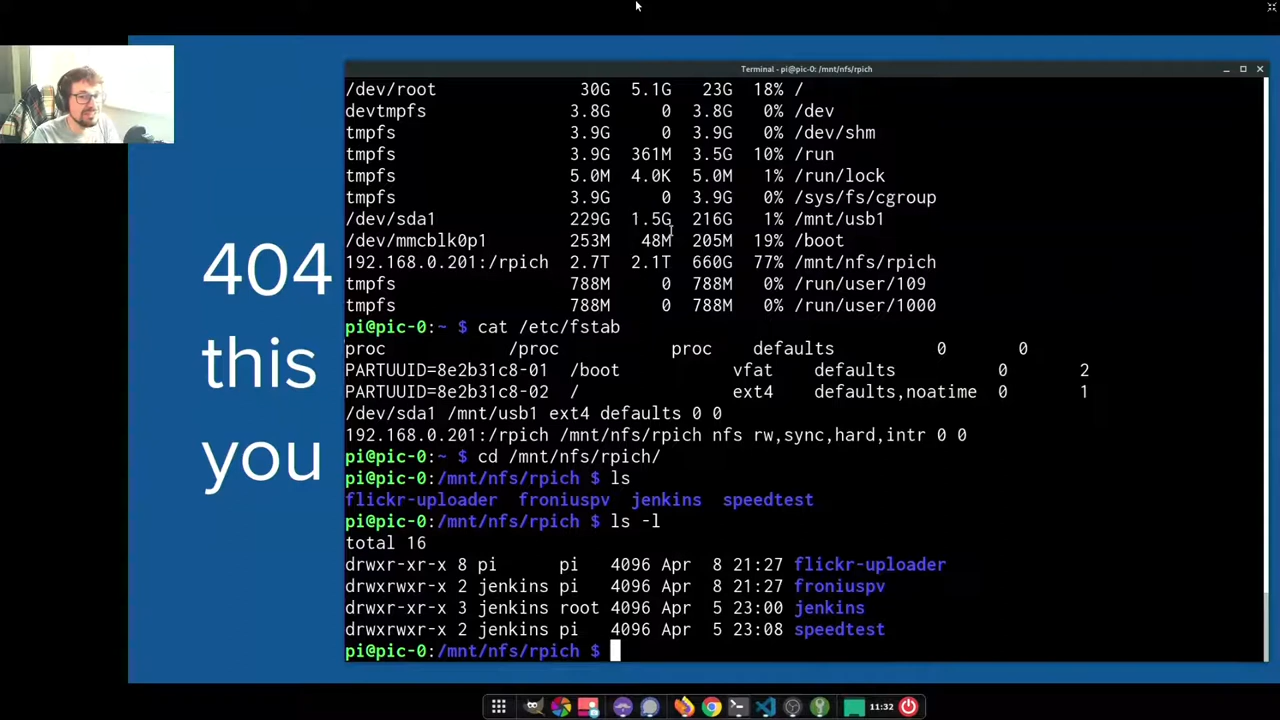 Terminal - pi@pic-0: /mnt/nfs/rpich
/dev/root 30G 5.1G 23G 18% /
devtmpfs 3.8G 0 3.8G 0% /dev
tmpfs 3.9G 0 3.9G 0% /dev/shm
tmpfs 3.9G 361M 3.5G 10% /run
tmpfs 5.0M 4.0K 5.0M 1% /run/lock
tmpfs 3.9G 0 3.9G 0% /sys/fs/cgroup
/dev/sda1 229G 1.5G 216G 1% /mnt/usb1
/dev/mmcblk0p1 253M 48M 205M 19% /boot
192.168.0.201:/rpich 2.7T 2.1T 660G 77% /mnt/nfs/rpich
tmpfs 788M 0 788M 0% /run/user/109
tmpfs 788M 0 788M 0% /run/user/1000
pi@pic-0:~ $ cat /etc/fstab
proc /proc proc defaults 0 0
PARTUUID=8e2b31c8-01 /boot vfat defaults 0 2
PARTUUID=8e2b31c8-02 / ext4 defaults,noatime 0 1
/dev/sda1 /mnt/usb1 ext4 defaults 0 0
192.168.0.201:/rpich /mnt/nfs/rpich nfs rw,sync,hard,intr 0 0
pi@pic-0:~ $ cd /mnt/nfs/rpich/
pi@pic-0:/mnt/nfs/rpich $ ls
flickr-uploader froniuspv jenkins speedtest
pi@pic-0:/mnt/nfs/rpich $ ls -l
total 16
drwxr-xr-x 8 pi pi 4096 Apr 8 21:27 flickr-uploader
drwxrwxr-x 2 jenkins pi 4096 Apr 8 21:27 froniuspv
drwxr-xr-x 3 jenkins root 4096 Apr 5 23:00 jenkins
drwxrwxr-x 2 jenkins pi 4096 Apr 5 23:08 speedtest
pi@pic-0:/mnt/nfs/rpich $
404
this
you
11:32